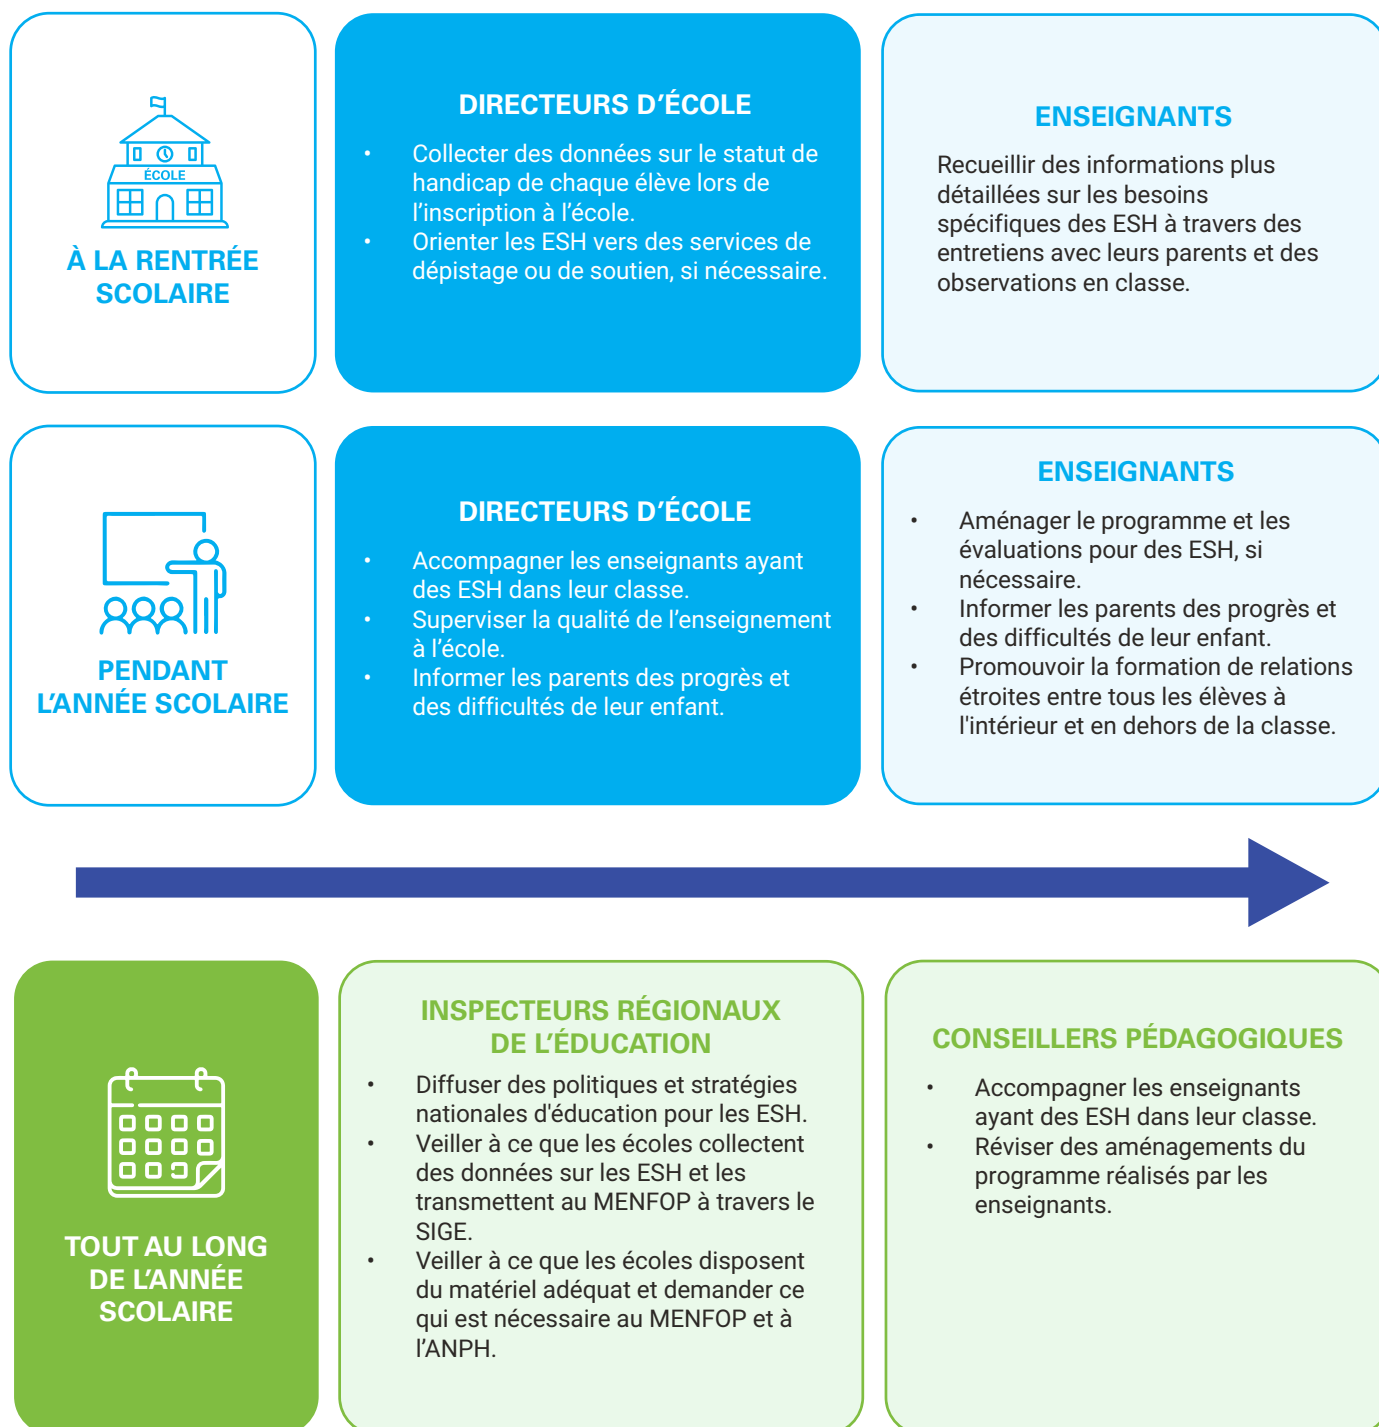 ÉCOLE
À LA RENTRÉE
SCOLAIRE
DIRECTEURS D’ÉCOLE
• Collecter des données sur le statut de
handicap de chaque élève lors de
l’inscription à l’école.
• Orienter les ESH vers des services de
dépistage ou de soutien, si nécessaire.
ENSEIGNANTS
Recueillir des informations plus
détaillées sur les besoins
spécifiques des ESH à travers des
entretiens avec leurs parents et des
observations en classe.
PENDANT
L’ANNÉE SCOLAIRE
DIRECTEURS D’ÉCOLE
• Accompagner les enseignants ayant
des ESH dans leur classe.
• Superviser la qualité de l’enseignement
à l’école.
• Informer les parents des progrès et
des difficultés de leur enfant.
ENSEIGNANTS
• Aménager le programme et les
évaluations pour des ESH, si
nécessaire.
• Informer les parents des progrès et
des difficultés de leur enfant.
• Promouvoir la formation de relations
étroites entre tous les élèves à
l'intérieur et en dehors de la classe.
TOUT AU LONG
DE L’ANNÉE
SCOLAIRE
INSPECTEURS RÉGIONAUX
DE L’ÉDUCATION
• Diffuser des politiques et stratégies
nationales d'éducation pour les ESH.
• Veiller à ce que les écoles collectent
des données sur les ESH et les
transmettent au MENFOP à travers le
SIGE.
• Veiller à ce que les écoles disposent
du matériel adéquat et demander ce
qui est nécessaire au MENFOP et à
l’ANPH.
CONSEILLERS PÉDAGOGIQUES
• Accompagner les enseignants
ayant des ESH dans leur classe.
• Réviser des aménagements du
programme réalisés par les
enseignants.